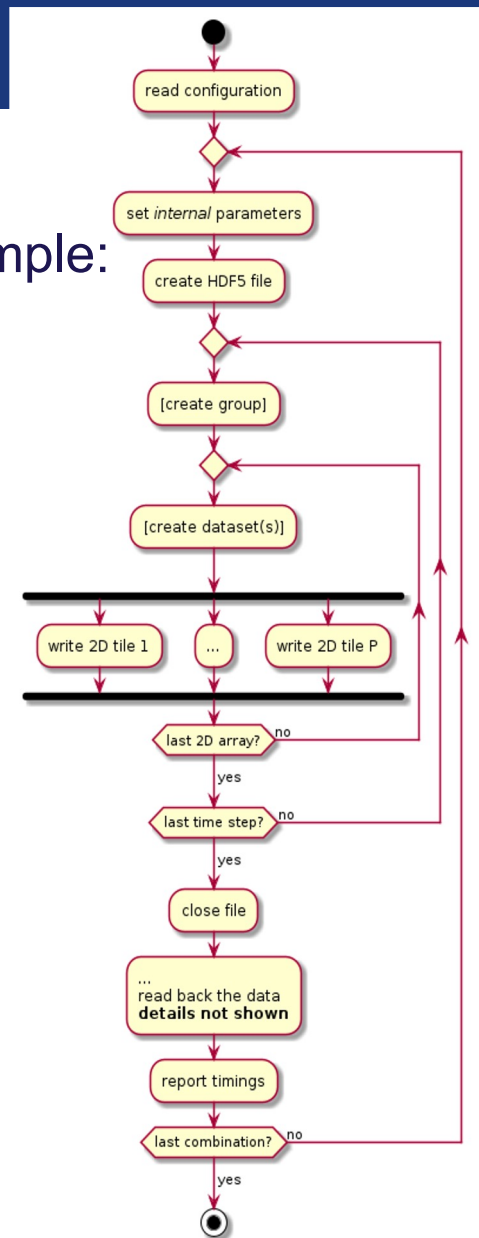 read configuration
set internal parameters
mple:
create HDF5 file
[create group]
[create dataset(s)]
write 2D tile 1
...
write 2D tile P
last 2D array?
no
yes
last time step?
no
yes
close file
...
read back the data
details not shown
report timings
last combination?
no
yes